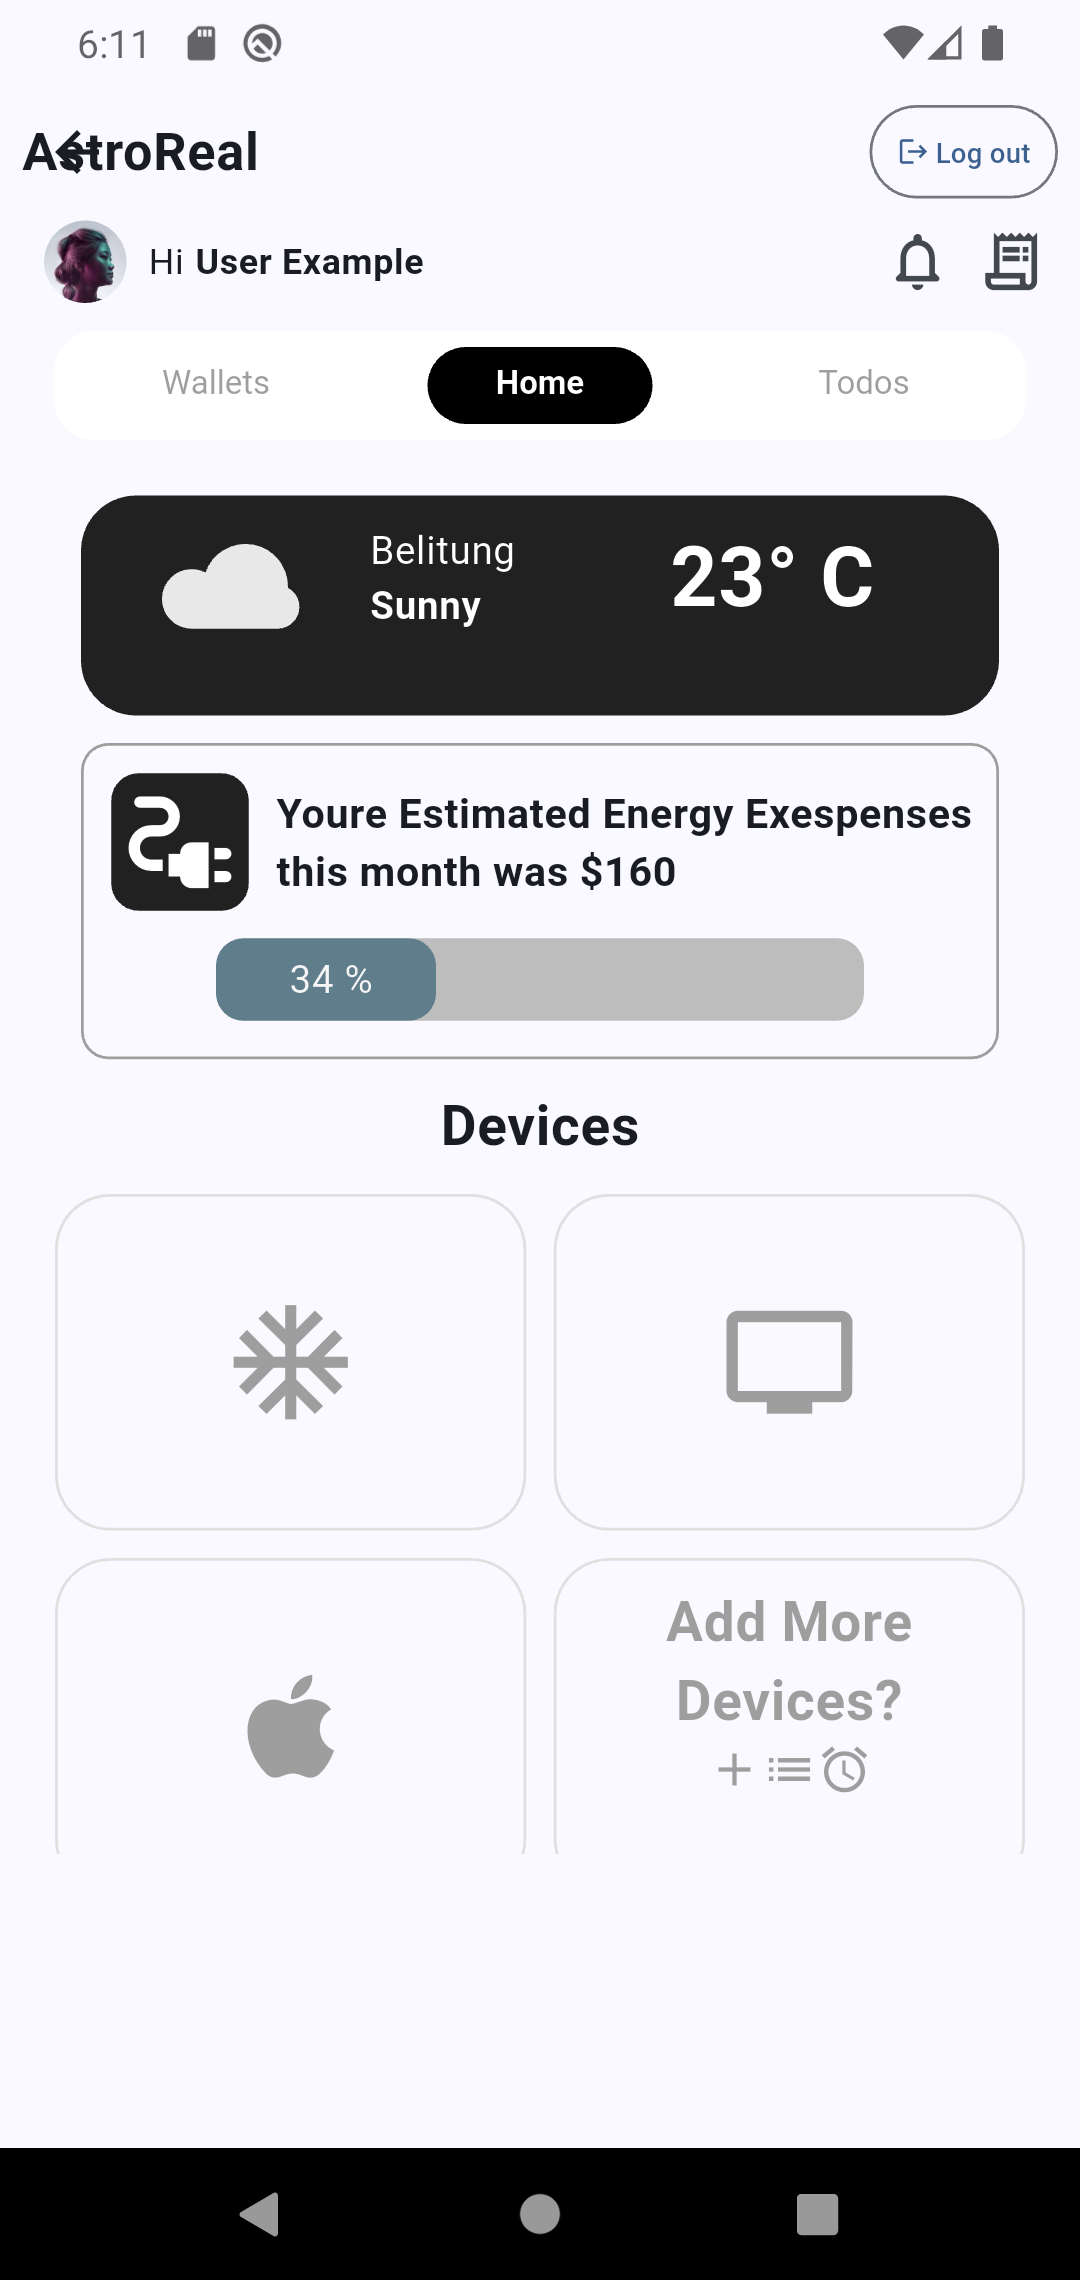 6:11
AstroReal
Log out
Hi User Example
Wallets
Home
Todos
Belitung
Sunny
23° C
Youre Estimated Energy Exespenses
this month was $160
34 %
Devices
Add More
Devices?